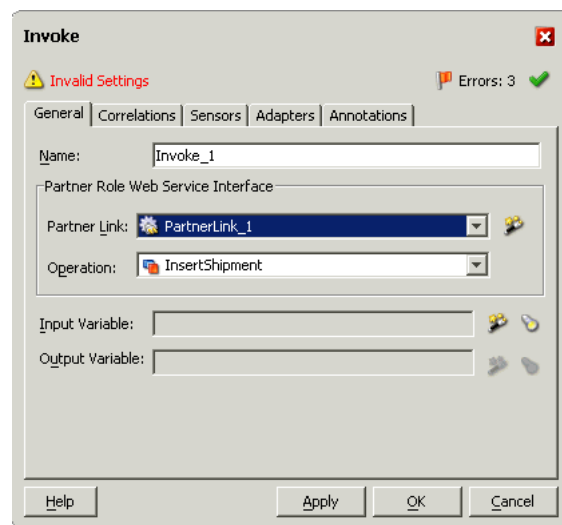 Invoke
Invalid Settings
Errors: 3
General Correlations Sensors Adapters Annotations
Name: Invoke_1
Partner Role Web Service Interface
Partner Link: PartnerLink_1
Operation: InsertShipment
Input Variable:
Output Variable:
Help Apply OK Cancel